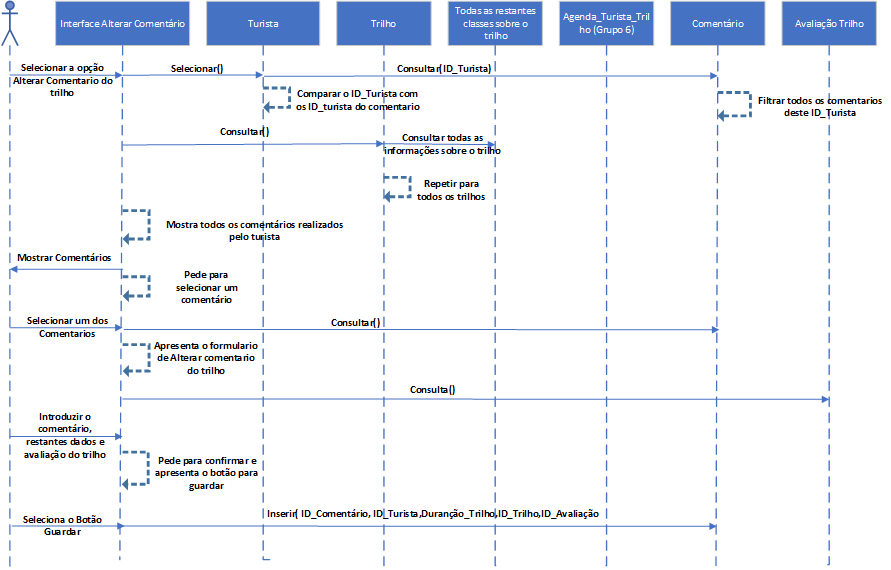 Interface Alterar Comentário
Turista
Trilho
Todas as restantes
classes sobre o
trilho
Agenda_Turista_Tril
ho (Grupo 6)
Comentário
Avaliação Trilho
Selecionar a opção
Alterar Comentario do
trilho
Selecionar()
Consultar(ID_Turista)
Comparar o ID_Turista com
os ID_turista do comentario
Filtrar todos os comentarios
deste ID_Turista
Consultar()
Consultar todas as
informações sobre o trilho
Repetir para
todos os trilhos
Mostra todos os comentários realizados
pelo turista
Mostrar Comentários
Pede para
selecionar um
comentário
Selecionar um dos
Comentarios
Consultar()
Apresenta o formulario
de Alterar comentario
do trilho
Consulta()
Introduzir o
comentário,
restantes dados e
avaliação do trilho
Pede para confirmar e
apresenta o botão para
guardar
Seleciona o Botão
Guardar
Inserir( ID_Comentário, ID_Turista,Duranção_Trilho,ID_Trilho,ID_Avaliação